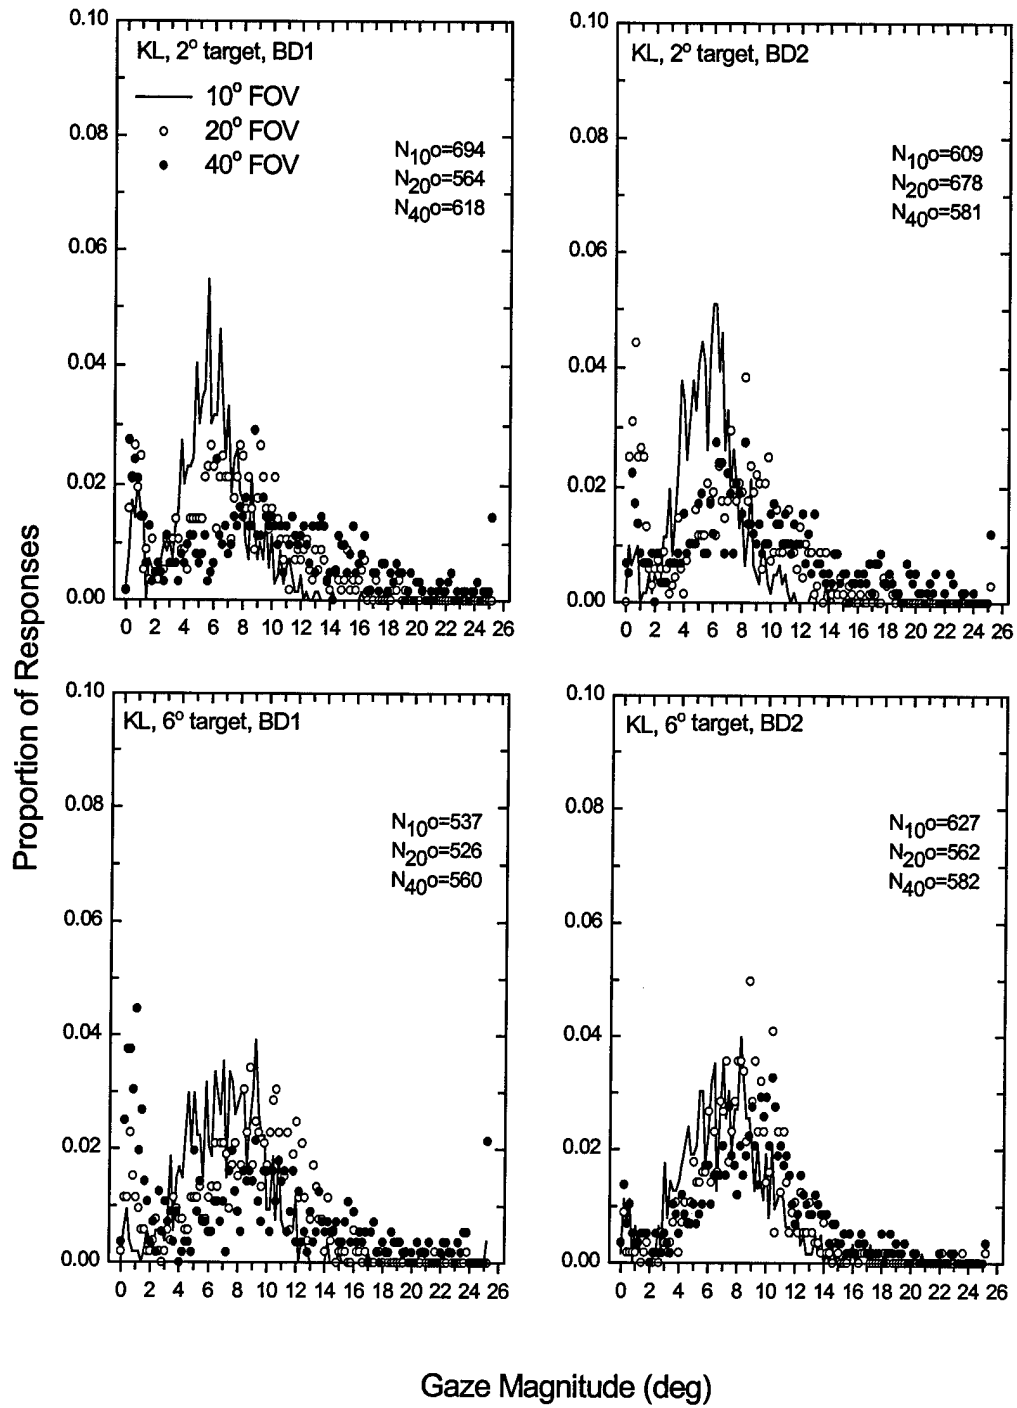 KL, 2° target, BD1
10° FOV
20° FOV
40° FOV
N10o=694
N20o=564
N40o=618
0.10
0.08
0.06
0.04
0.02
0.00
0 2 4 6 8 10 12 14 16 18 20 22 24 26
KL, 2° target, BD2
N10o=609
N20o=678
N40o=581
0.10
0.08
0.06
0.04
0.02
0.00
0 2 4 6 8 10 12 14 16 18 20 22 24 26
Proportion of Responses
KL, 6° target, BD1
N10o=537
N20o=526
N40o=560
0.10
0.08
0.06
0.04
0.02
0.00
0 2 4 6 8 10 12 14 16 18 20 22 24 26
KL, 6° target, BD2
N10o=627
N20o=562
N40o=582
0.10
0.08
0.06
0.04
0.02
0.00
0 2 4 6 8 10 12 14 16 18 20 22 24 26
Gaze Magnitude (deg)